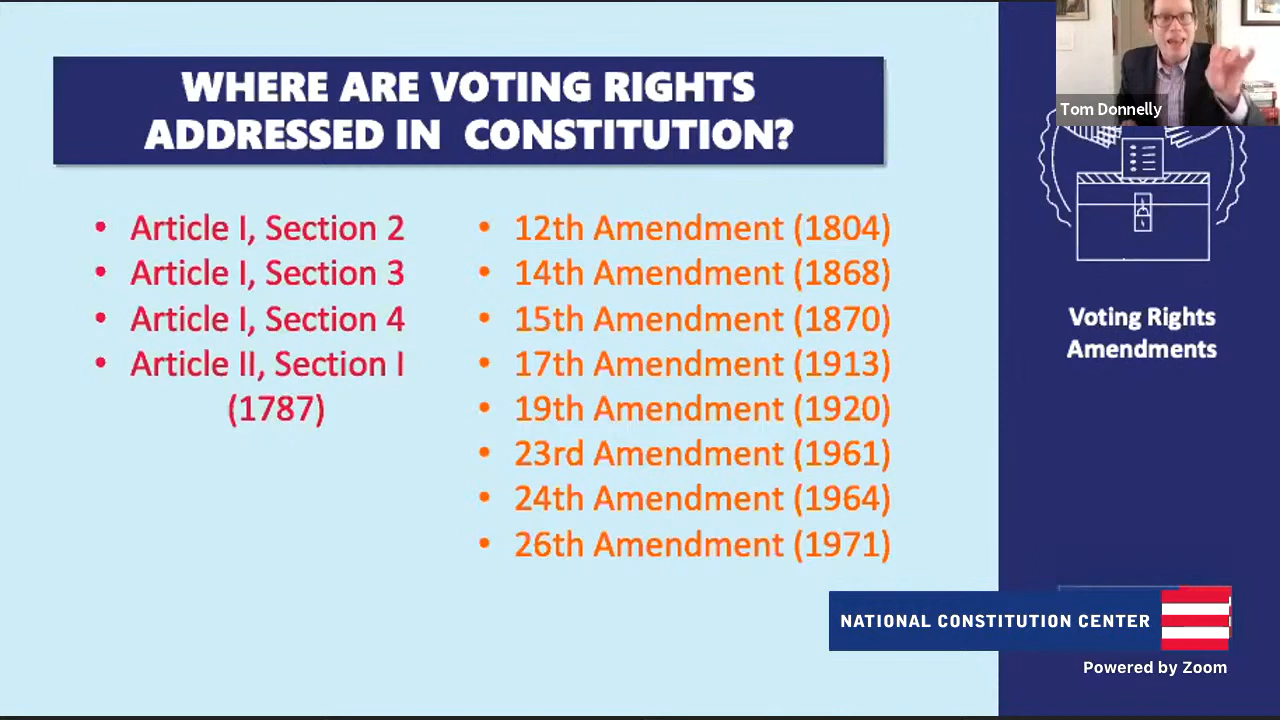 WHERE ARE VOTING RIGHTS
ADDRESSED IN CONSTITUTION?
• Article I, Section 2
• Article I, Section 3
• Article I, Section 4
• Article II, Section I
(1787)
• 12th Amendment (1804)
• 14th Amendment (1868)
• 15th Amendment (1870)
• 17th Amendment (1913)
• 19th Amendment (1920)
• 23rd Amendment (1961)
• 24th Amendment (1964)
• 26th Amendment (1971)
Tom Donnelly
Voting Rights
Amendments
NATIONAL CONSTITUTION CENTER
Powered by Zoom